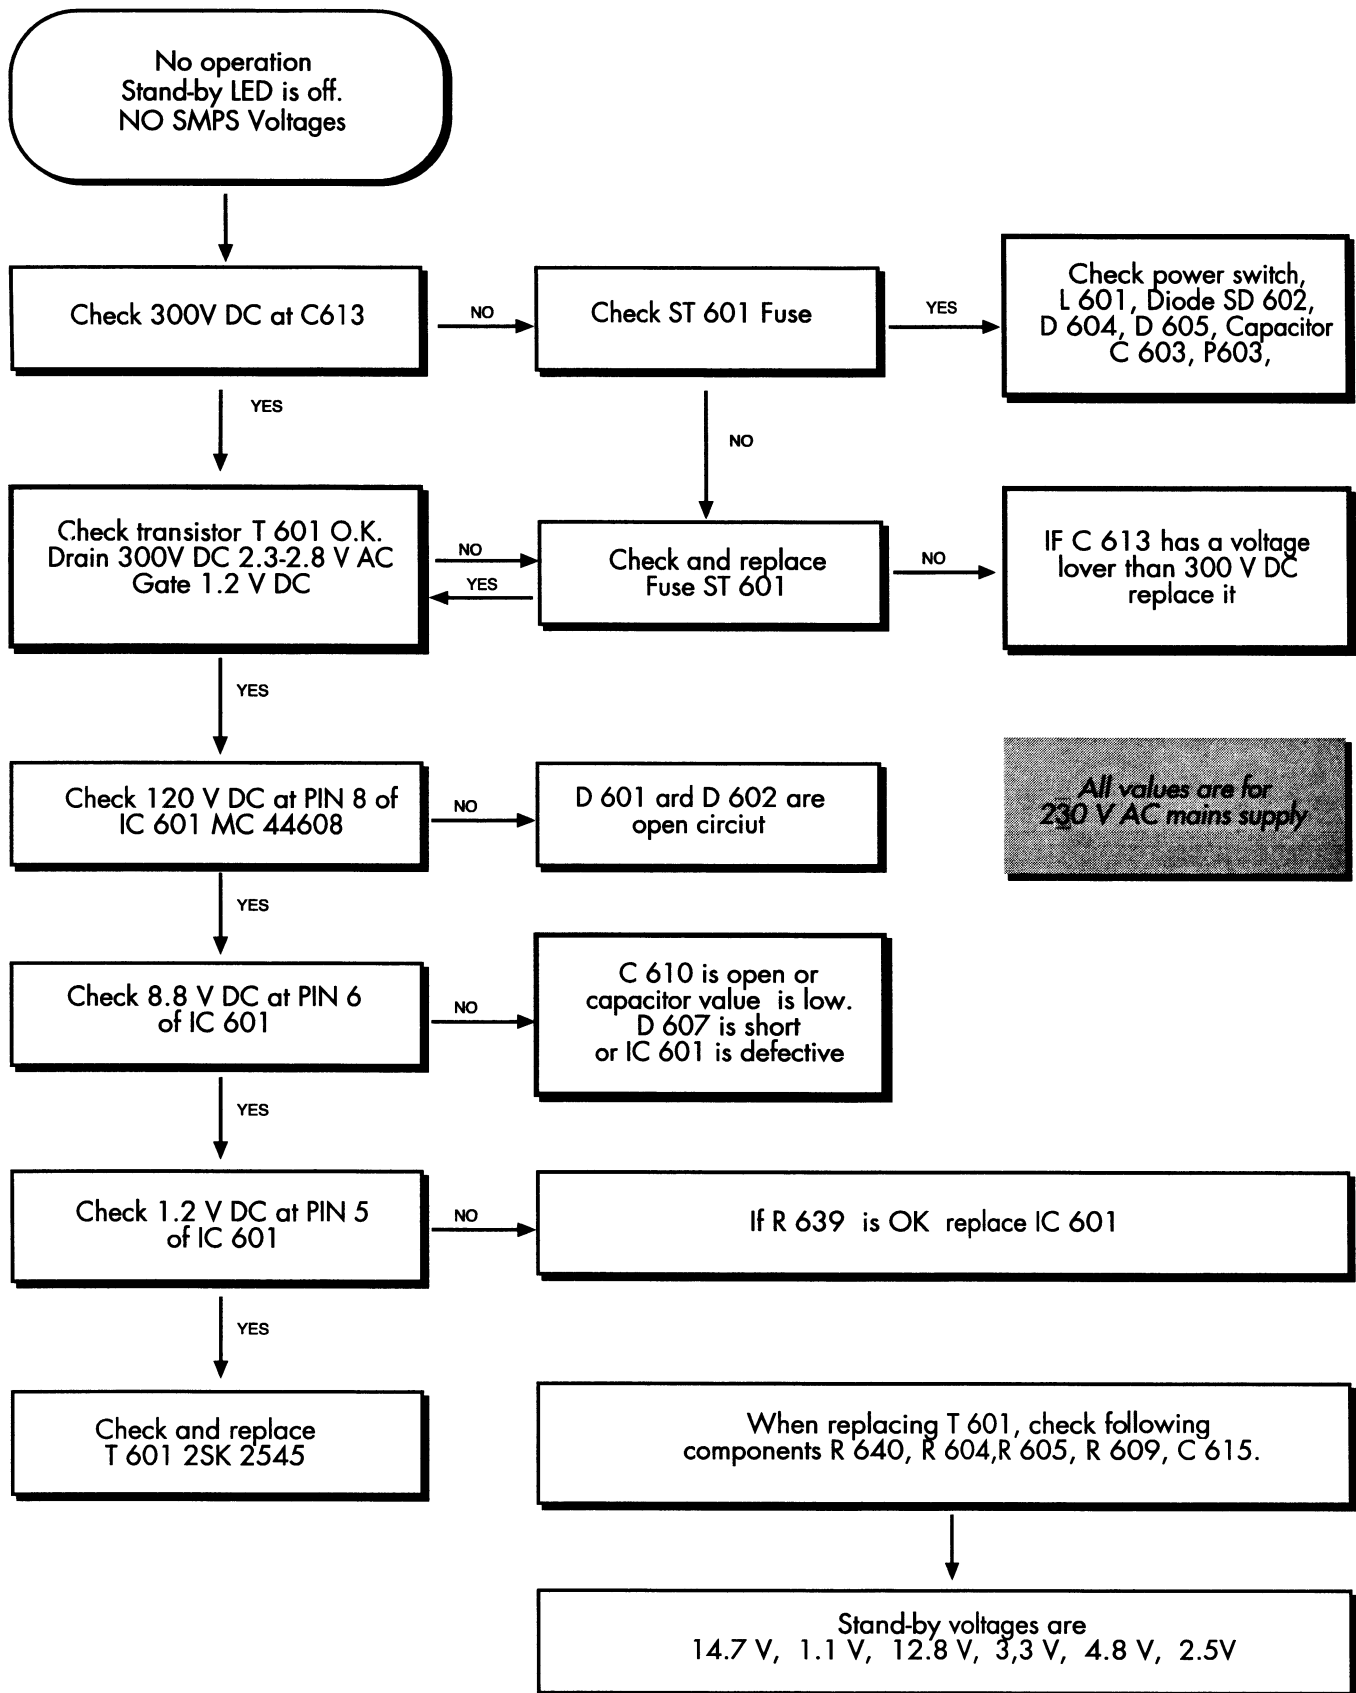 No operation
Stand-by LED is off.
NO SMPS Voltages
Check 300V DC at C613
NO
Check ST 601 Fuse
YES
Check power switch,
L 601, Diode SD 602,
D 604, D 605, Capacitor
C 603, P603,
YES
NO
Check transistor T 601 O.K.
Drain 300V DC 2.3-2.8 V AC
Gate 1.2 V DC
NO
YES
Check and replace
Fuse ST 601
NO
IF C 613 has a voltage
lover than 300 V DC
replace it
YES
Check 120 V DC at PIN 8 of
IC 601 MC 44608
NO
D 601 ard D 602 are
open circiut
All values are for
230 V AC mains supply
YES
Check 8.8 V DC at PIN 6
of IC 601
NO
C 610 is open or
capacitor value is low.
D 607 is short
or IC 601 is defective
YES
Check 1.2 V DC at PIN 5
of IC 601
NO
If R 639 is OK replace IC 601
YES
Check and replace
T 601 2SK 2545
When replacing T 601, check following
components R 640, R 604,R 605, R 609, C 615.
Stand-by voltages are
14.7 V, 1.1 V, 12.8 V, 3,3 V, 4.8 V, 2.5V